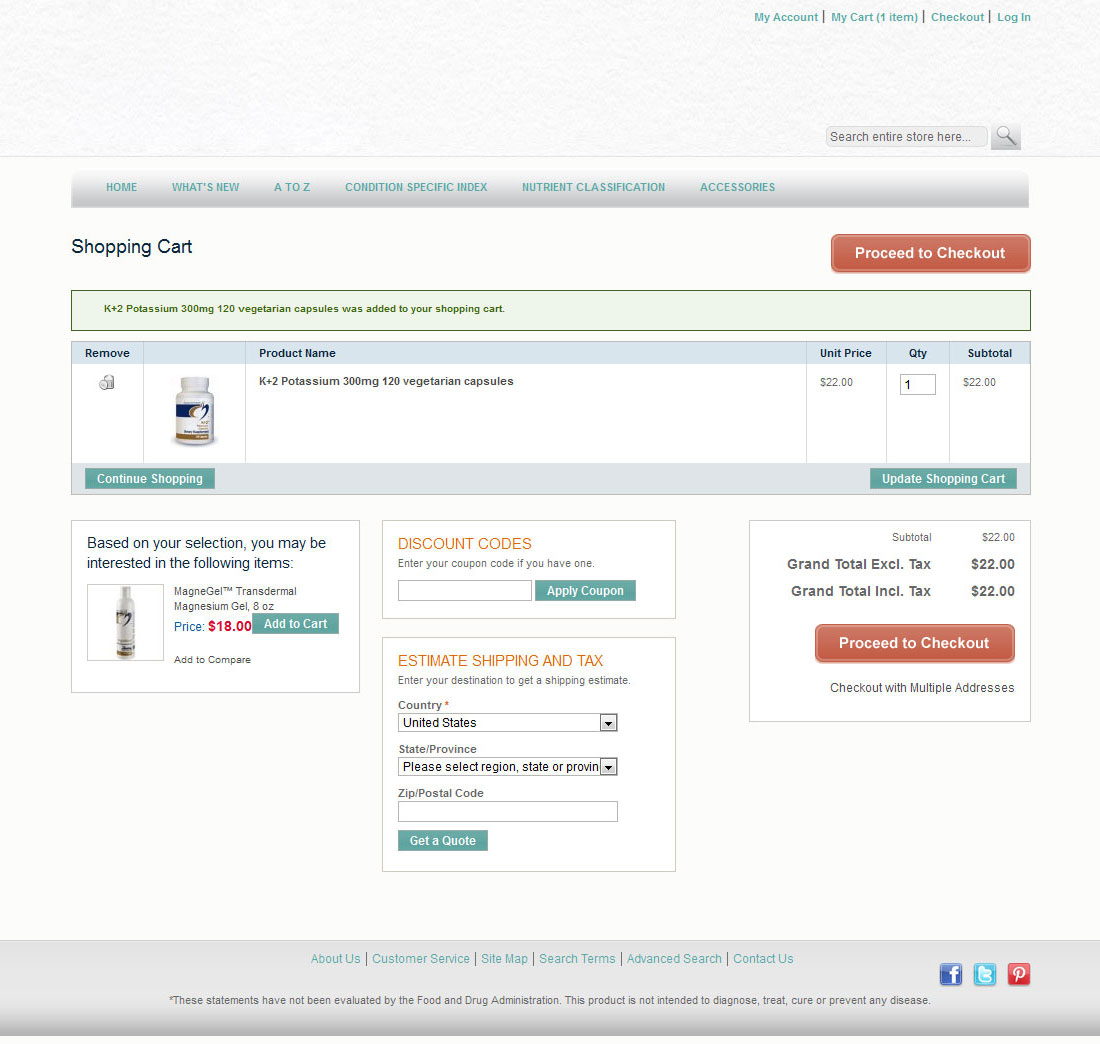 My Account | My Cart (1 item) | Checkout | Log In
Search entire store here...
HOME WHAT'S NEW A TO Z CONDITION SPECIFIC INDEX NUTRIENT CLASSIFICATION ACCESSORIES
Shopping Cart
Proceed to Checkout
K+2 Potassium 300mg 120 vegetarian capsules was added to your shopping cart.
Remove Product Name Unit Price Qty Subtotal
K+2 Potassium 300mg 120 vegetarian capsules $22.00 1 $22.00
Continue Shopping Update Shopping Cart
Based on your selection, you may be
interested in the following items:
MagneGel™ Transdermal
Magnesium Gel, 8 oz
Price: $18.00 Add to Cart
Add to Compare
DISCOUNT CODES
Enter your coupon code if you have one.
Apply Coupon
ESTIMATE SHIPPING AND TAX
Enter your destination to get a shipping estimate.
Country *
United States
State/Province
Please select region, state or provin
Zip/Postal Code
Get a Quote
Subtotal $22.00
Grand Total Excl. Tax $22.00
Grand Total Incl. Tax $22.00
Proceed to Checkout
Checkout with Multiple Addresses
About Us | Customer Service | Site Map | Search Terms | Advanced Search | Contact Us
*These statements have not been evaluated by the Food and Drug Administration. This product is not intended to diagnose, treat, cure or prevent any disease.